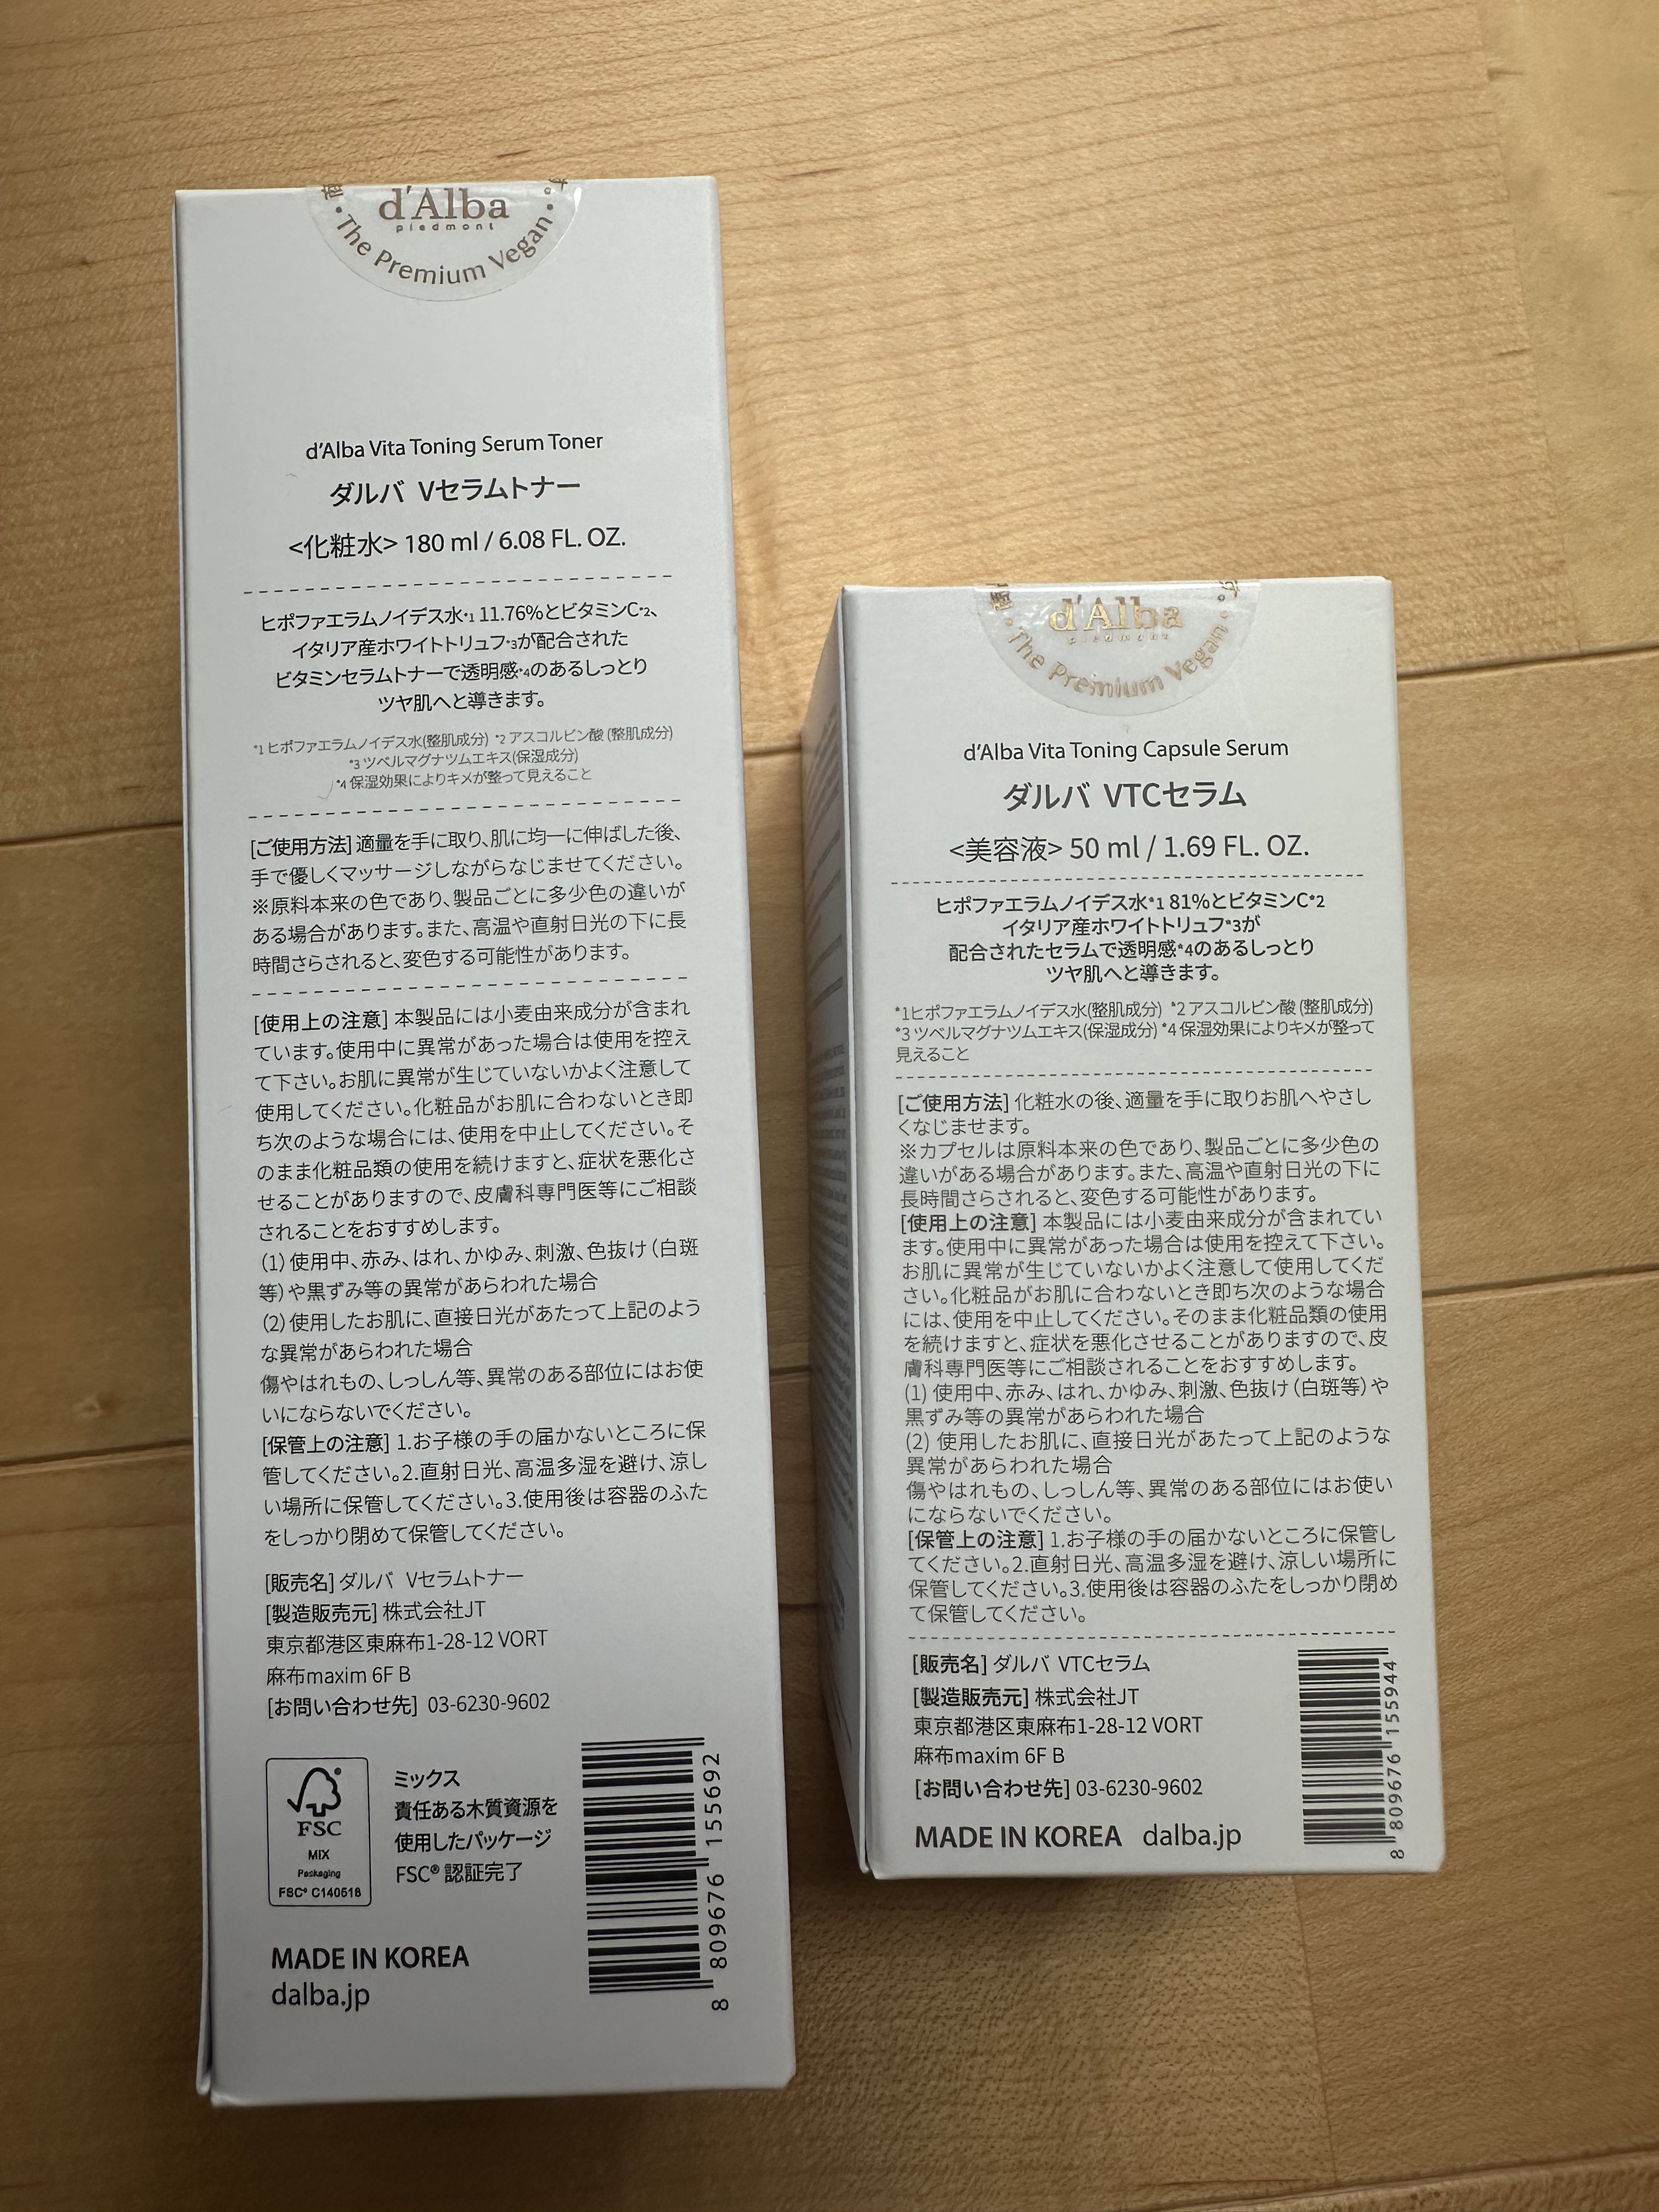 d'Alba
piedmont
The Premium Vegan
d'Alba Vita Toning Serum Toner
ダルバ Vセラムトナー
<化粧水> 180 ml / 6.08 FL. OZ.
ヒポファエラムノイデス水*1 11.76%とビタミンC*2、
イタリア産ホワイトトリュフ*3が配合された
ビタミンセラムトナーで透明感*4のあるしっとり
ツヤ肌へと導きます。
*1 ヒポファエラムノイデス水(整肌成分) *2 アスコルビン酸 (整肌成分)
*3 ツベルマグナツムエキス(保湿成分)
*4 保湿効果によりキメが整って見えること
[ご使用方法] 適量を手に取り、肌に均一に伸ばした後、
手で優しくマッサージしながらなじませてください。
※原料本来の色であり、製品ごとに多少色の違いが
ある場合があります。また、高温や直射日光の下に長
時間さらされると、変色する可能性があります。
[使用上の注意] 本製品には小麦由来成分が含まれ
ています。使用中に異常があった場合は使用を控え
て下さい。お肌に異常が生じていないかよく注意して
使用してください。化粧品がお肌に合わないとき即
ち次のような場合には、使用を中止してください。そ
のまま化粧品類の使用を続けますと、症状を悪化さ
せることがありますので、皮膚科専門医等にご相談
されることをおすすめします。
(1) 使用中、赤み、はれ、かゆみ、刺激、色抜け(白斑
等)や黒ずみ等の異常があらわれた場合
(2) 使用したお肌に、直接日光があたって上記のよう
な異常があらわれた場合
傷やはれもの、しっしん等、異常のある部位にはお使
いにならないでください。
[保管上の注意] 1.お子様の手の届かないところに保
管してください。2.直射日光、高温多湿を避け、涼し
い場所に保管してください。3.使用後は容器のふた
をしっかり閉めて保管してください。
[販売名] ダルバ Vセラムトナー
[製造販売元] 株式会社JT
東京都港区東麻布1-28-12 VORT
麻布maxim 6F B
[お問い合わせ先] 03-6230-9602
FSC
MIX
Packaging
FSC® C140518
ミックス
責任ある木質資源を
使用したパッケージ
FSC® 認証完了
8 809676 155692
MADE IN KOREA
dalba.jp
d'Alba
piedmont
The Premium Vegan
d'Alba Vita Toning Capsule Serum
ダルバ VTCセラム
<美容液> 50 ml / 1.69 FL. OZ.
ヒポファエラムノイデス水*1 81%とビタミンC*2
イタリア産ホワイトトリュフ*3が
配合されたセラムで透明感*4のあるしっとり
ツヤ肌へと導きます。
*1ヒポファエラムノイデス水(整肌成分) *2 アスコルビン酸 (整肌成分)
*3 ツベルマグナツムエキス(保湿成分) *4 保湿効果によりキメが整って
見えること
[ご使用方法] 化粧水の後、適量を手に取りお肌へやさし
くなじませます。
※カプセルは原料本来の色であり、製品ごとに多少色の
違いがある場合があります。また、高温や直射日光の下に
長時間さらされると、変色する可能性があります。
[使用上の注意] 本製品には小麦由来成分が含まれてい
ます。使用中に異常があった場合は使用を控えて下さい。
お肌に異常が生じていないかよく注意して使用してくだ
さい。化粧品がお肌に合わないとき即ち次のような場合
には、使用を中止してください。そのまま化粧品類の使用
を続けますと、症状を悪化させることがありますので、皮
膚科専門医等にご相談されることをおすすめします。
(1) 使用中、赤み、はれ、かゆみ、刺激、色抜け(白斑等)や
黒ずみ等の異常があらわれた場合
(2) 使用したお肌に、直接日光があたって上記のような
異常があらわれた場合
傷やはれもの、しっしん等、異常のある部位にはお使い
にならないでください。
[保管上の注意] 1.お子様の手の届かないところに保管し
てください。2.直射日光、高温多湿を避け、涼しい場所に
保管してください。3.使用後は容器のふたをしっかり閉め
て保管してください。
[販売名] ダルバ VTCセラム
[製造販売元] 株式会社JT
東京都港区東麻布1-28-12 VORT
麻布maxim 6F B
[お問い合わせ先] 03-6230-9602
MADE IN KOREA dalba.jp
8 809676 155944